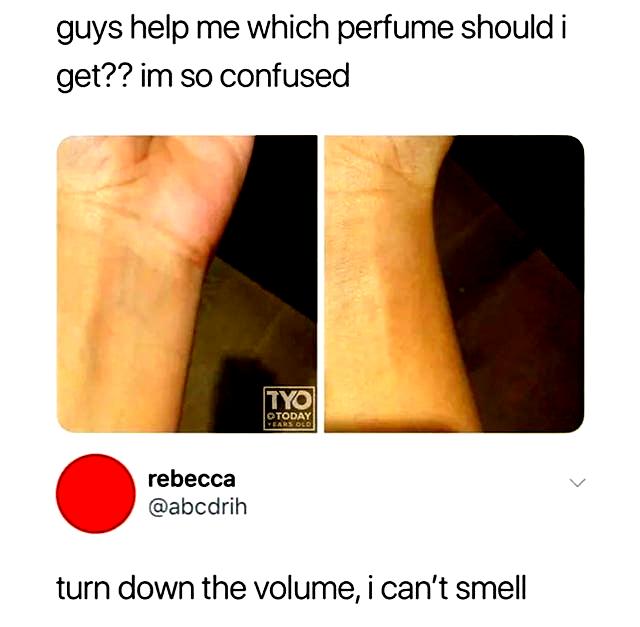 guys help me which perfume should i
get?? im so confused
TYO
©TODAY
YEARS OLD
rebecca
@abcdrih
turn down the volume, i can’t smell